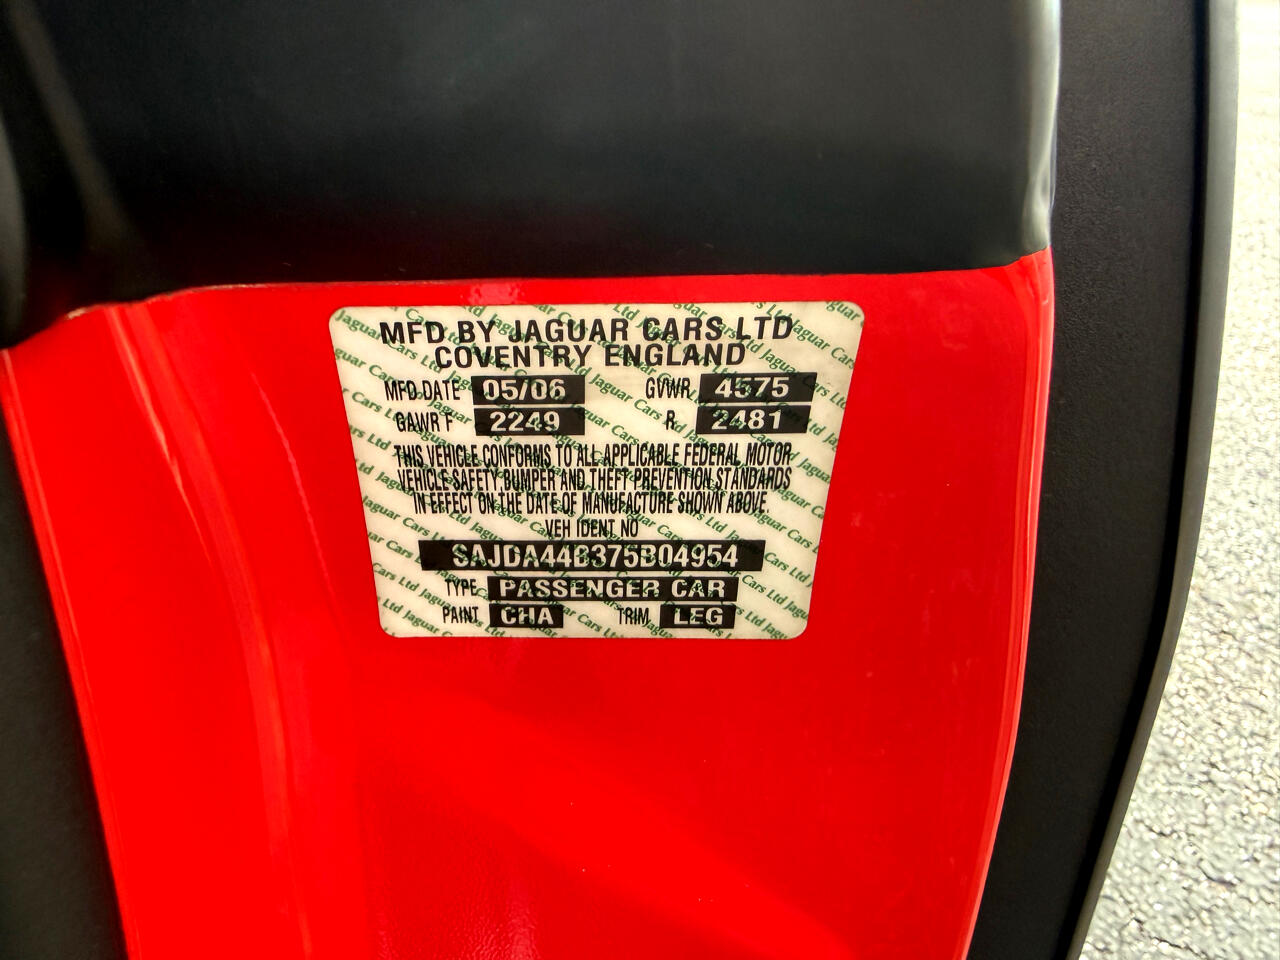 MFD BY JAGUAR CARS LTD
COVENTRY ENGLAND
MFD DATE 05/06 GVWR 4575
GAWR F 2249 R 2481
THIS VEHICLE CONFORMS TO ALL APPLICABLE FEDERAL MOTOR
VEHICLE SAFETY BUMPER AND THEFT PREVENTION STANDARDS
IN EFFECT ON THE DATE OF MANUFACTURE SHOWN ABOVE.
VEH IDENT NO
SAJDA44B375B04954
TYPE PASSENGER CAR
PAINT CHA TRIM LEG